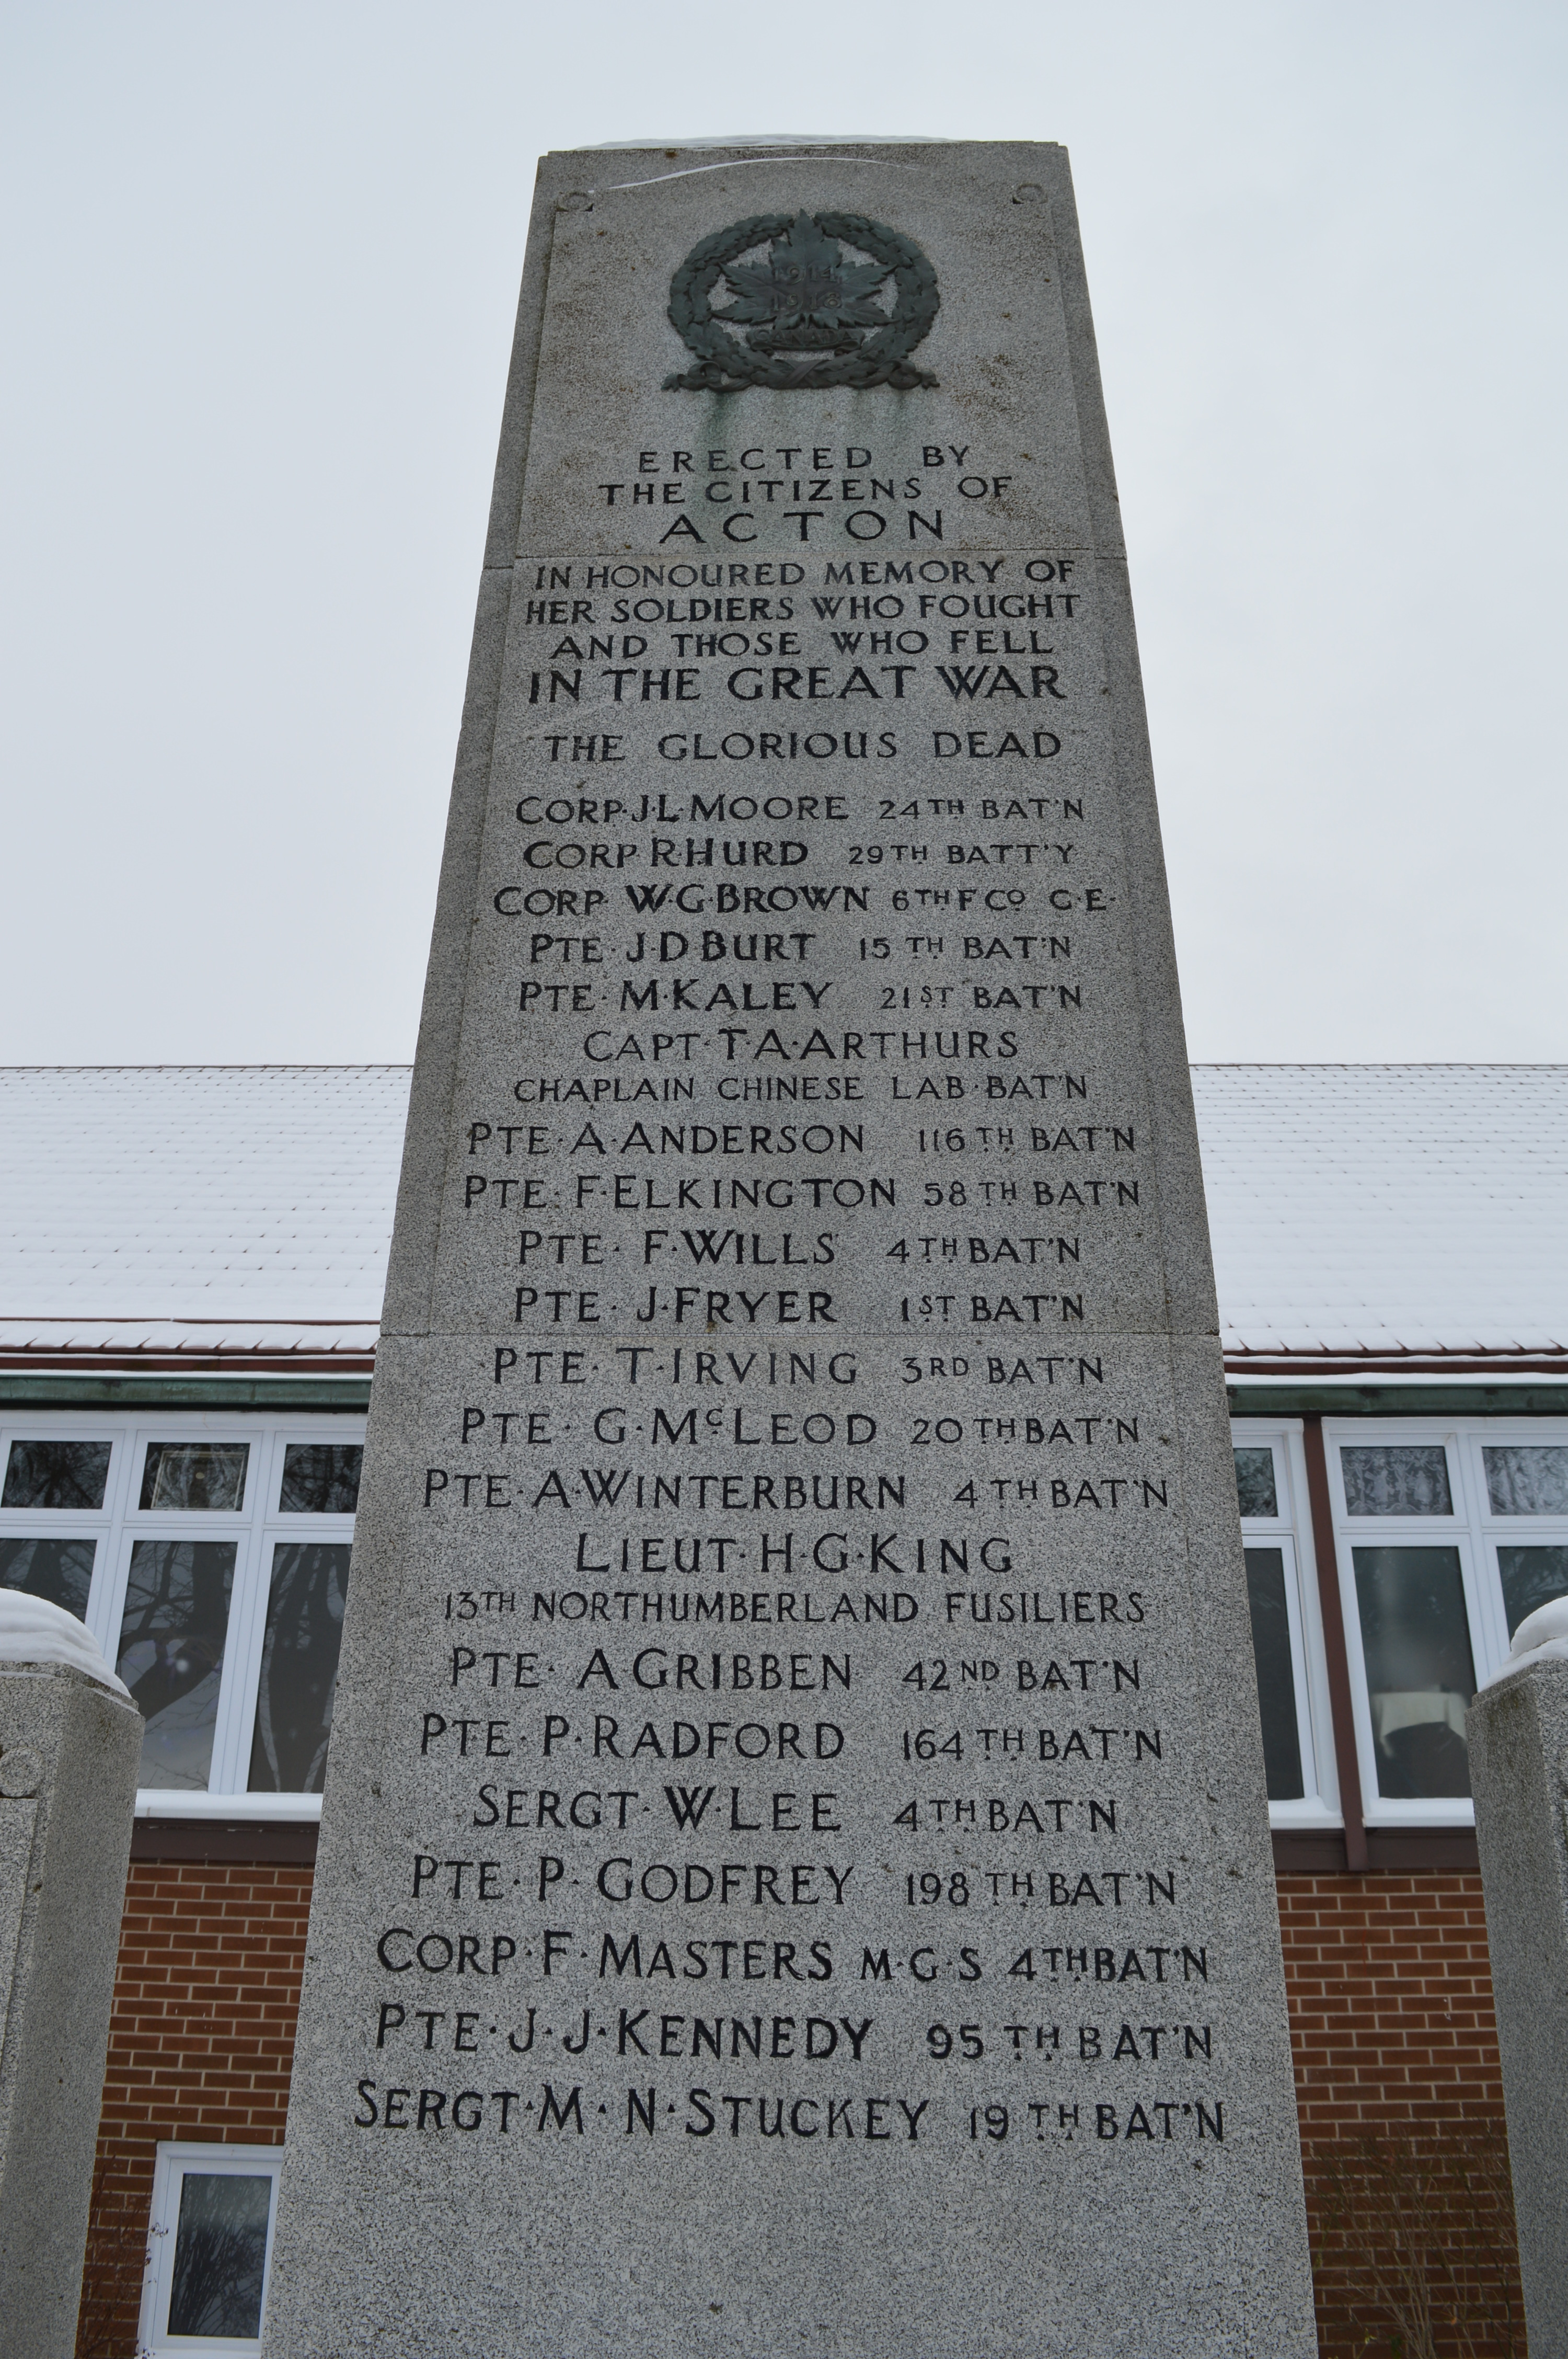 1914
1918
CANADA
ERECTED BY
THE CITIZENS OF
ACTON
IN HONOURED MEMORY OF
HER SOLDIERS WHO FOUGHT
AND THOSE WHO FELL
IN THE GREAT WAR
THE GLORIOUS DEAD
CORP·J·L·MOORE 24TH BAT'N
CORP R·HURD 29TH BATT'Y
CORP· W·G·BROWN 6TH F CO C·E·
PTE· J·D BURT 15TH BAT'N
PTE· M·KALEY 21ST BAT'N
CAPT·T·A·ARTHURS
CHAPLAIN CHINESE LAB·BAT'N
PTE·A·ANDERSON 116TH BAT'N
PTE·F·ELKINGTON 58TH BAT'N
PTE· F·WILLS 4TH BAT'N
PTE· J·FRYER 1ST BAT'N
PTE· T·IRVING 3RD BAT'N
PTE· G·McLEOD 20TH BAT'N
PTE·A·WINTERBURN 4TH BAT'N
LIEUT·H·G·KING
13TH NORTHUMBERLAND FUSILIERS
PTE· A·GRIBBEN 42ND BAT'N
PTE·P·RADFORD 164TH BAT'N
SERGT·W·LEE 4TH BAT'N
PTE·P·GODFREY 198TH BAT'N
CORP·F·MASTERS M·G·S 4TH BAT'N
PTE·J·J·KENNEDY 95TH BAT'N
SERGT·M·N·STUCKEY 19TH BAT'N